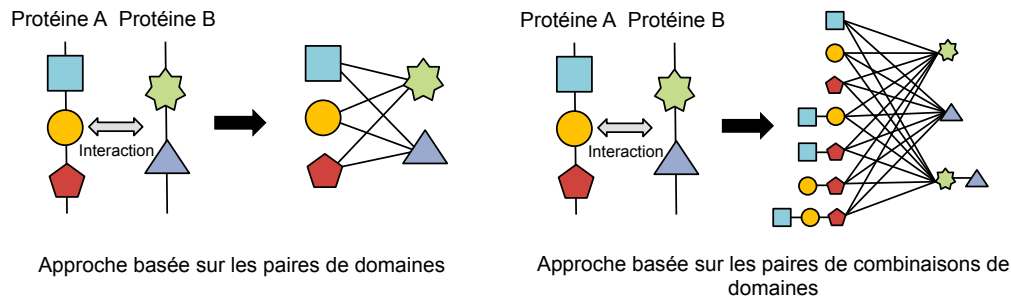 Protéine A Protéine B
Interaction
Approche basée sur les paires de domaines
Protéine A Protéine B
Interaction
Approche basée sur les paires de combinaisons de
domaines